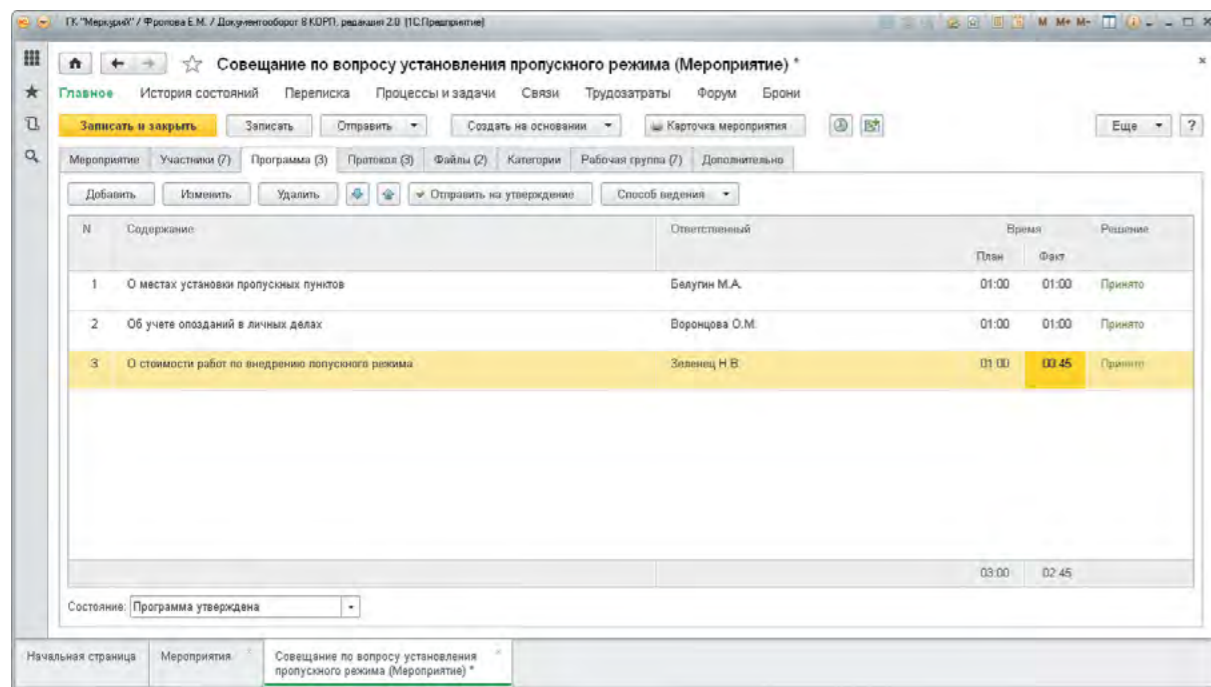 ГК "Меркурий" / Фролова Е.М. / Документооборот 8 КОРП, редакция 2.0 (1С:Предприятие)
M M+ M-
Совещание по вопросу установления пропускного режима (Мероприятие) *
Главное История состояний Переписка Процессы и задачи Связи Трудозатраты Форум Брони
Записать и закрыть Записать Отправить Создать на основании Карточка мероприятия Еще ?
Мероприятие Участники (7) Программа (3) Протокол (3) Файлы (2) Категории Рабочая группа (7) Дополнительно
Добавить Изменить Удалить Отправить на утверждение Способ ведения
N Содержание Ответственный Время Решение
План Факт
1 О местах установки пропускных пунктов Белугин М.А. 01:00 01:00 Принято
2 Об учете опозданий в личных делах Воронцова О.М. 01:00 01:00 Принято
3 О стоимости работ по внедрению попускного режима Зеленец Н.В. 01:00 00:45 Принято
03:00 02:45
Состояние: Программа утверждена
Начальная страница Мероприятия Совещание по вопросу установления
пропускного режима (Мероприятие) *